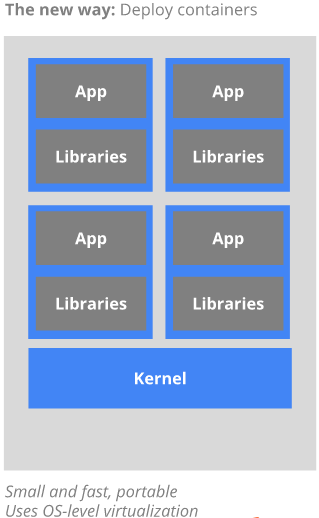 The new way: Deploy containers
App
App
Libraries
Libraries
App
App
Libraries
Libraries
Kernel
Small and fast, portable
Uses OS-level virtualization